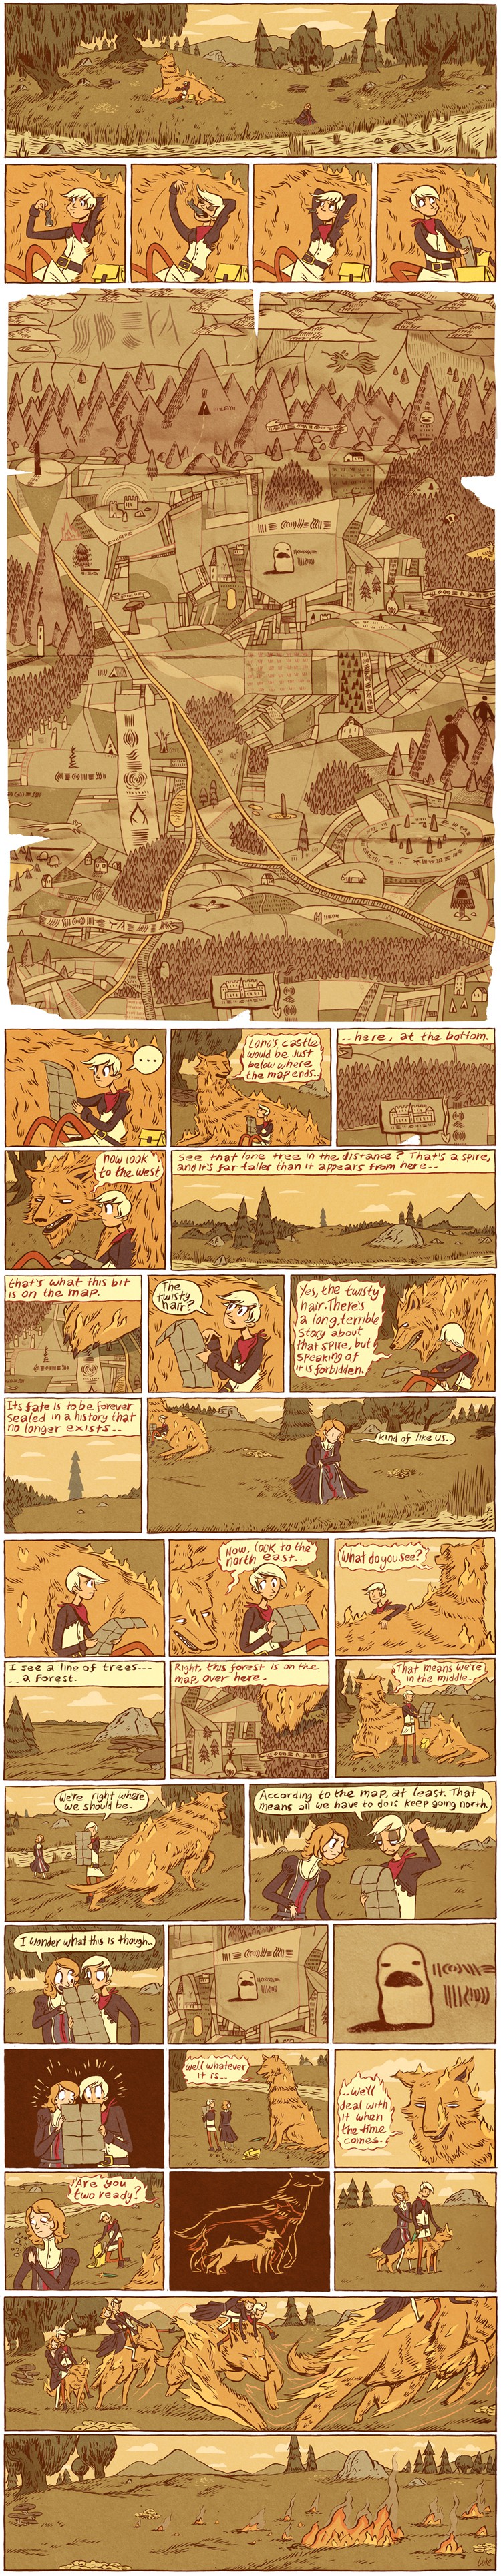 ...
Lono's castle
would be just
below where
the map ends..
..here, at the bottom.
now look
to the west
See that lone tree in the distance? That's a spire,
and it's far taller than it appears from here--
that's what this bit
is on the map.
The
twisty
hair?
Yes, the twisty
hair. There's
a long, terrible
story about
that spire, but
speaking of
it is forbidden.
Its fate is to be forever
sealed in a history that
no longer exists--
kind of like us.
Now, look to the
north east..
What do you see?
I see a line of trees----
--a forest.
Right, this forest is on the
map, over here.
That means we're
in the middle.
We're right where
we should be.
According to the map, at least. That
means all we have to do is keep going north.
I wonder what this is though..
Well whatever
it is--
--we'll
deal with
it when
the time
comes.
Are you
two ready?